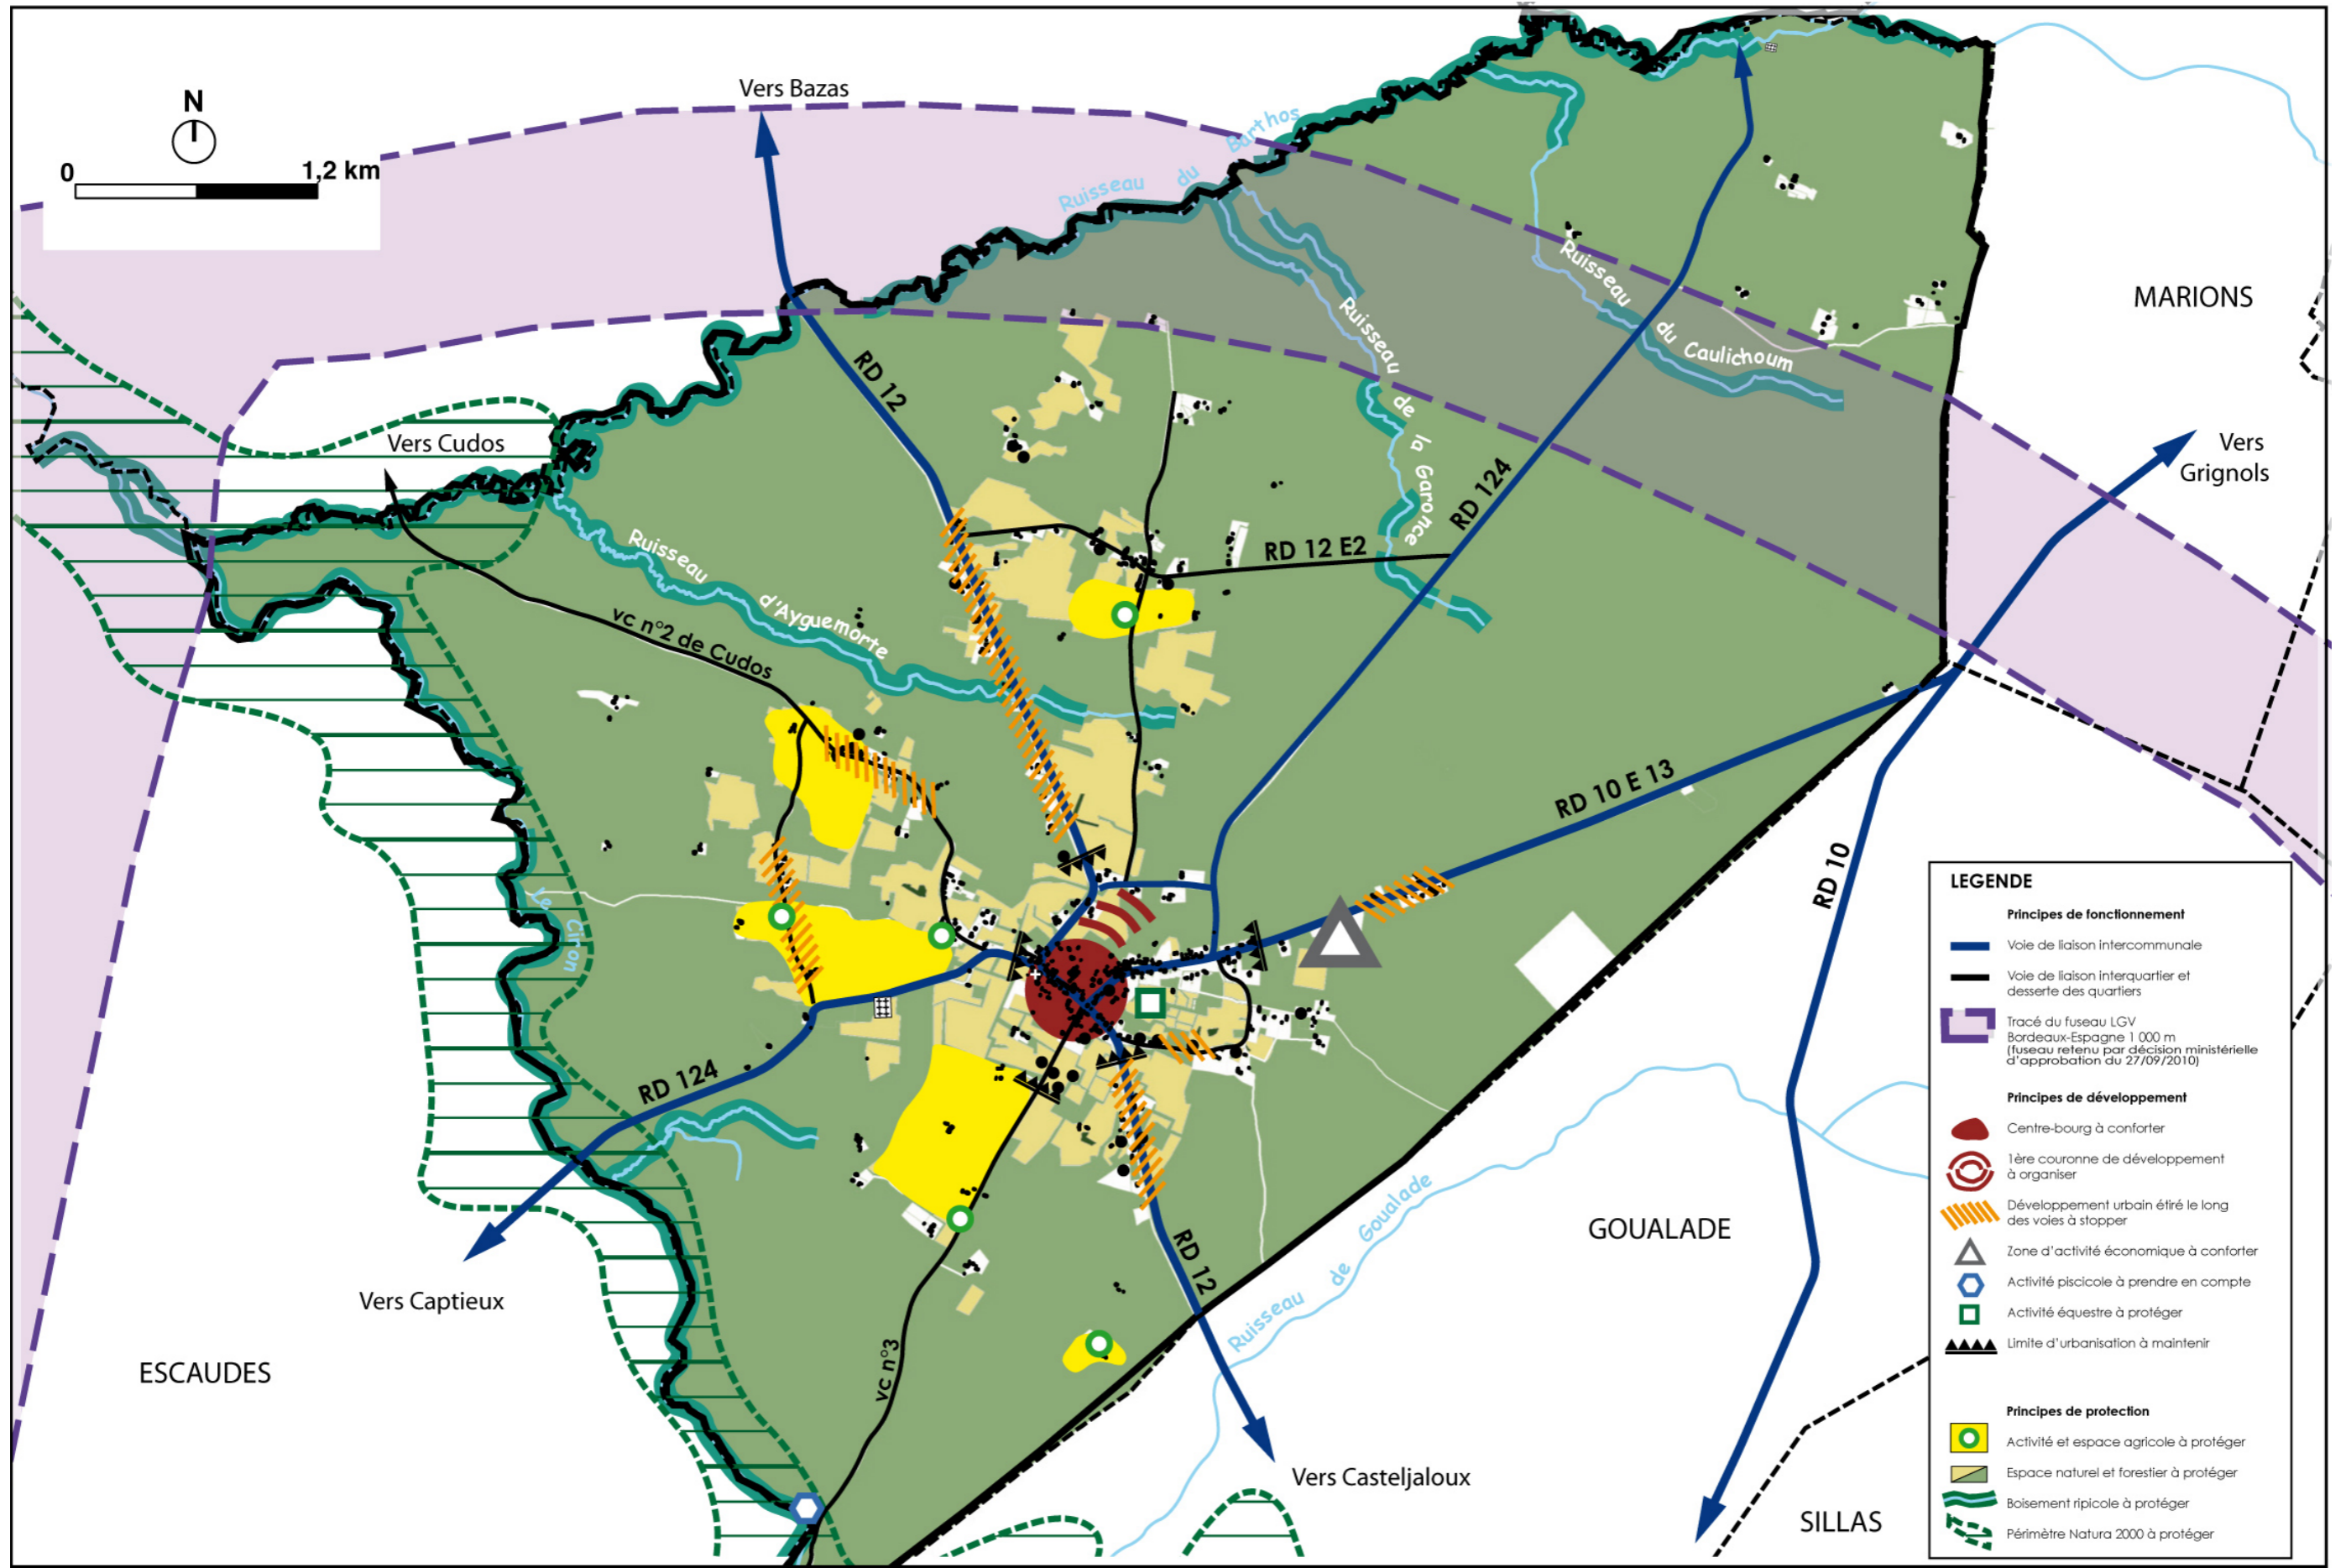 Vers Bazas
N
0 1,2 km
Ruisseau du Barthos
MARIONS
Ruisseau du Caulichoum
Ruisseau de la Garonce
RD 12
Vers Cudos
Vers
Grignols
RD 124
Ruisseau d'Ayguemorte
RD 12 E2
vc n°2 de Cudos
RD 10 E 13
RD 10
Le Ciron
RD 124
Ruisseau de Goualade
GOUALADE
RD 12
Vers Captieux
vc n°3
ESCAUDES
Vers Casteljaloux
SILLAS
LEGENDE
Principes de fonctionnement
Voie de liaison intercommunale
Voie de liaison interquartier et
desserte des quartiers
Tracé du fuseau LGV
Bordeaux-Espagne 1 000 m
(fuseau retenu par décision ministérielle
d'approbation du 27/09/2010)
Principes de développement
Centre-bourg à conforter
1ère couronne de développement
à organiser
Développement urbain étiré le long
des voies à stopper
Zone d'activité économique à conforter
Activité piscicole à prendre en compte
Activité équestre à protéger
Limite d'urbanisation à maintenir
Principes de protection
Activité et espace agricole à protéger
Espace naturel et forestier à protéger
Boisement ripicole à protéger
Périmètre Natura 2000 à protéger